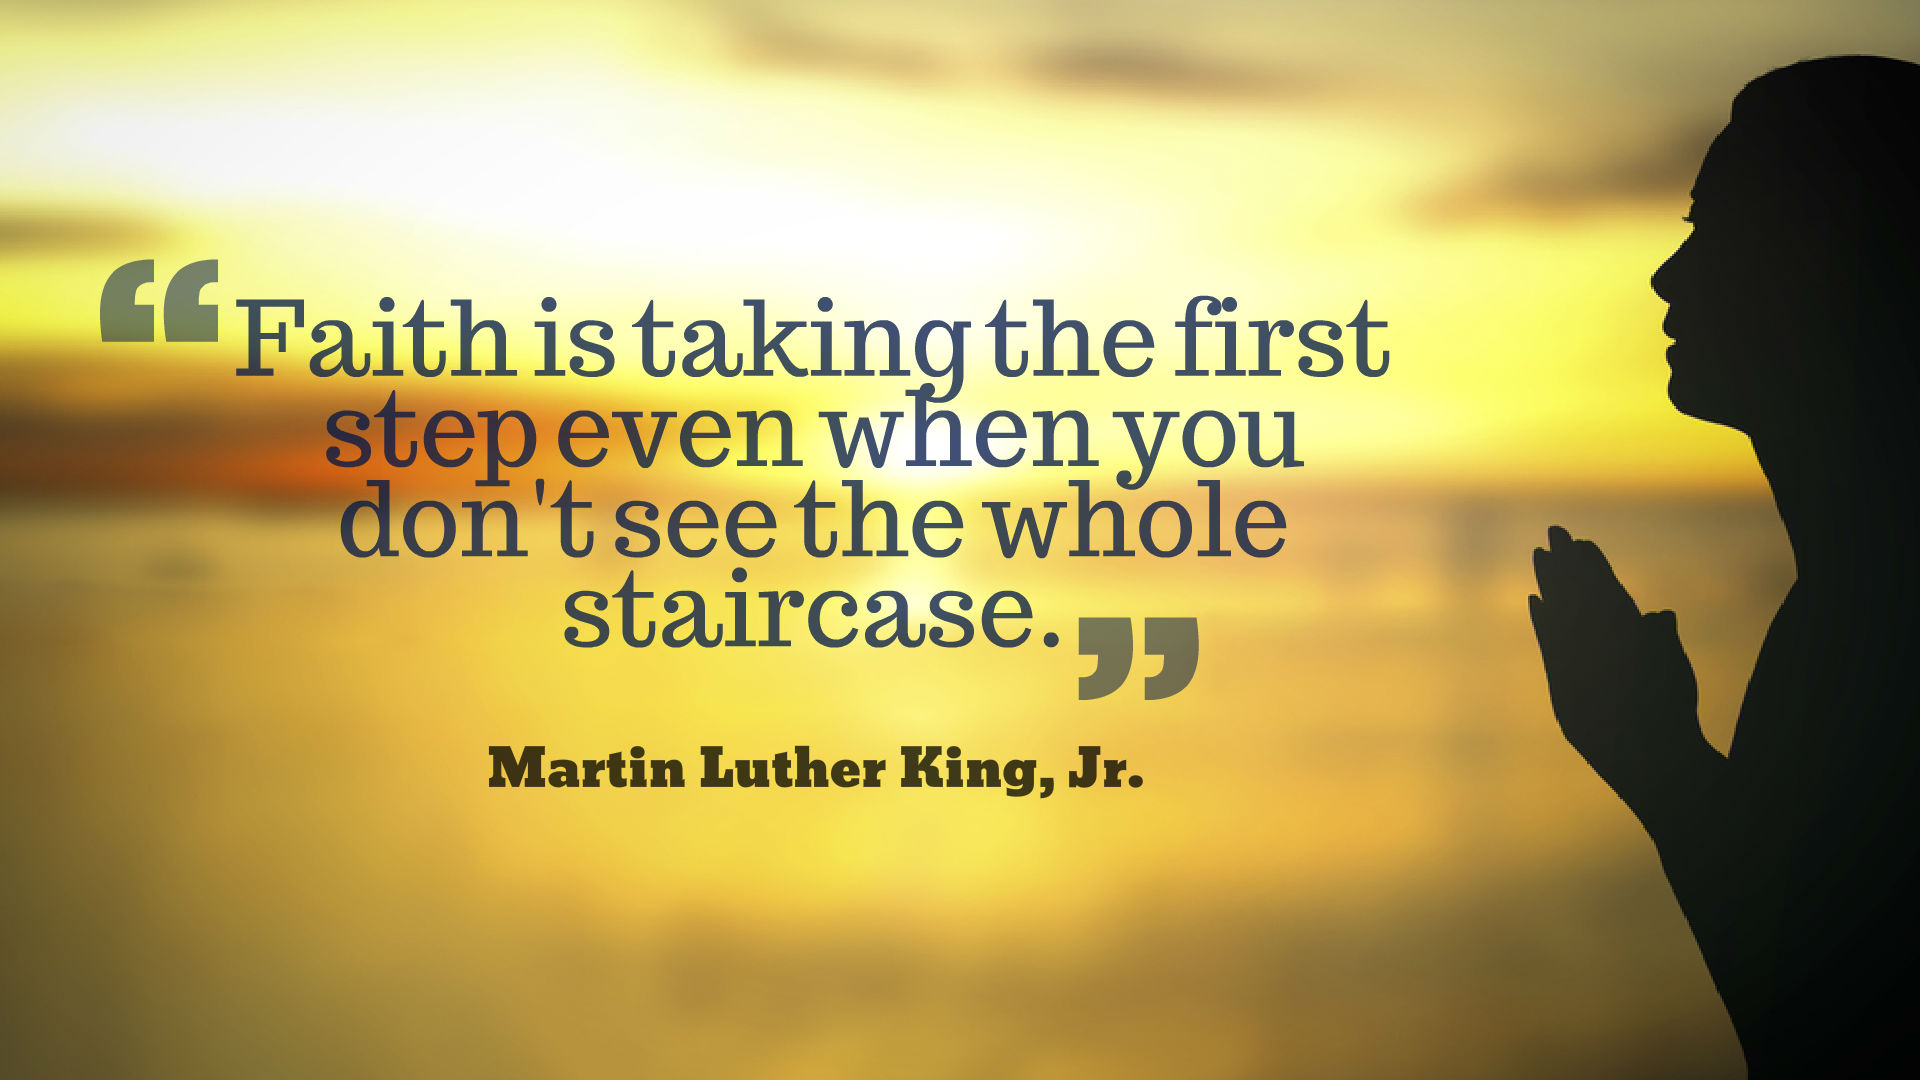 “Faith is taking the first
step even when you
don't see the whole
staircase.”
Martin Luther King, Jr.